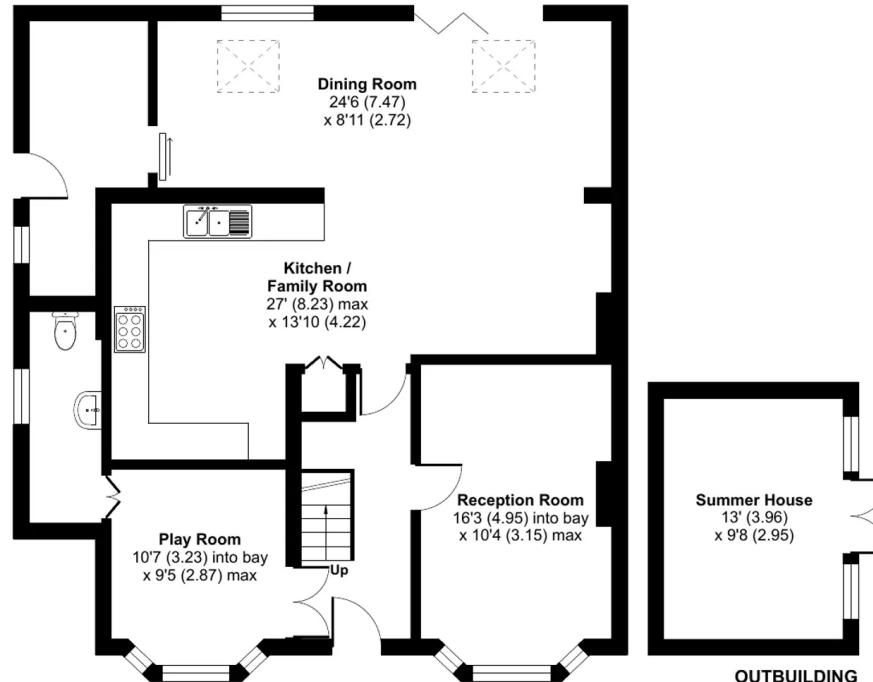 Dining Room
24'6 (7.47)
x 8'11 (2.72)
Kitchen /
Family Room
27' (8.23) max
x 13'10 (4.22)
Reception Room
16'3 (4.95) into bay
x 10'4 (3.15) max
Summer House
13' (3.96)
x 9'8 (2.95)
Play Room
10'7 (3.23) into bay
x 9'5 (2.87) max
Up
OUTBUILDING